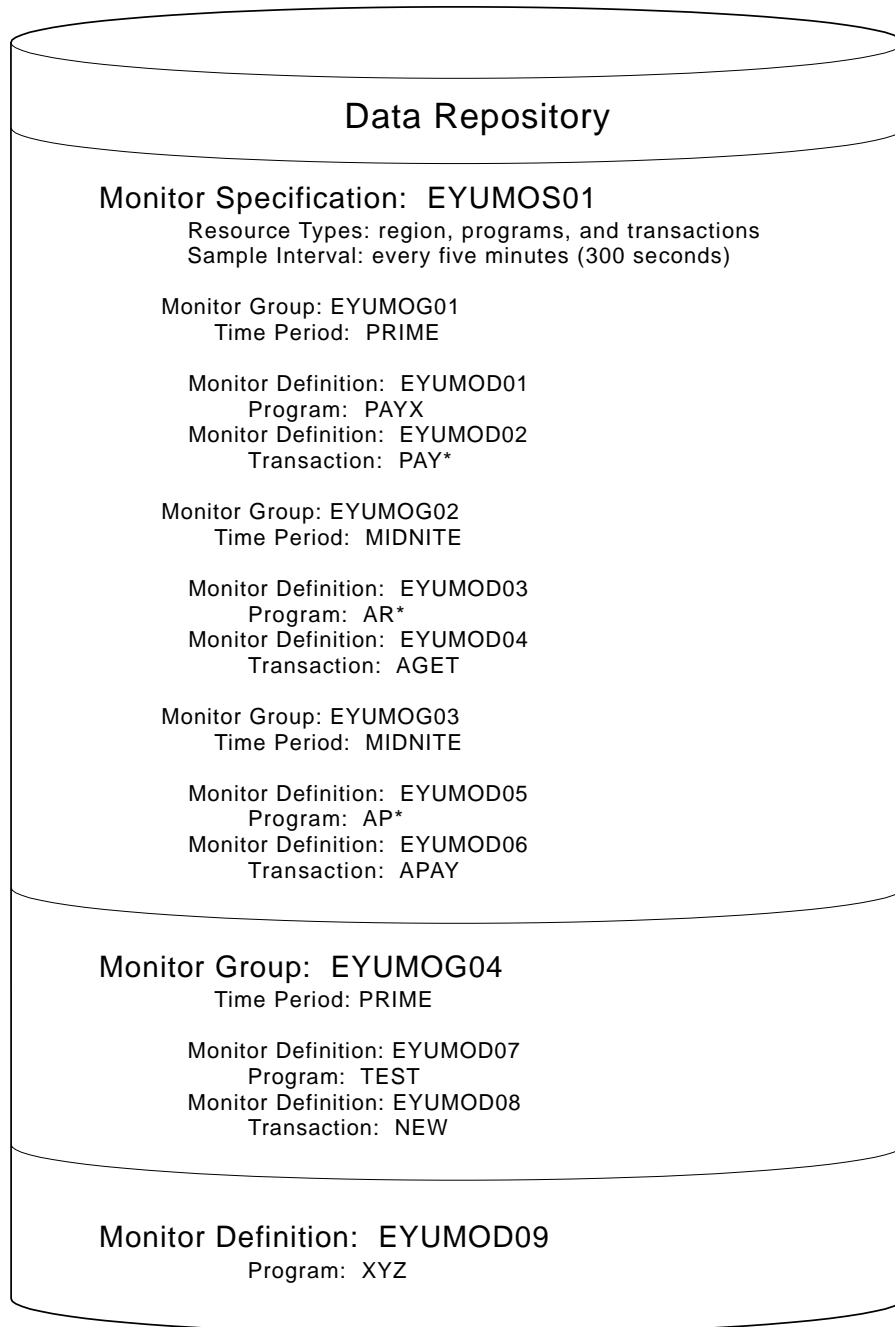 Data Repository
Monitor Specification: EYUMOS01
Resource Types: region, programs, and transactions
Sample Interval: every five minutes (300 seconds)
Monitor Group: EYUMOG01
Time Period: PRIME
Monitor Definition: EYUMOD01
Program: PAYX
Monitor Definition: EYUMOD02
Transaction: PAY*
Monitor Group: EYUMOG02
Time Period: MIDNITE
Monitor Definition: EYUMOD03
Program: AR*
Monitor Definition: EYUMOD04
Transaction: AGET
Monitor Group: EYUMOG03
Time Period: MIDNITE
Monitor Definition: EYUMOD05
Program: AP*
Monitor Definition: EYUMOD06
Transaction: APAY
Monitor Group: EYUMOG04
Time Period: PRIME
Monitor Definition: EYUMOD07
Program: TEST
Monitor Definition: EYUMOD08
Transaction: NEW
Monitor Definition: EYUMOD09
Program: XYZ